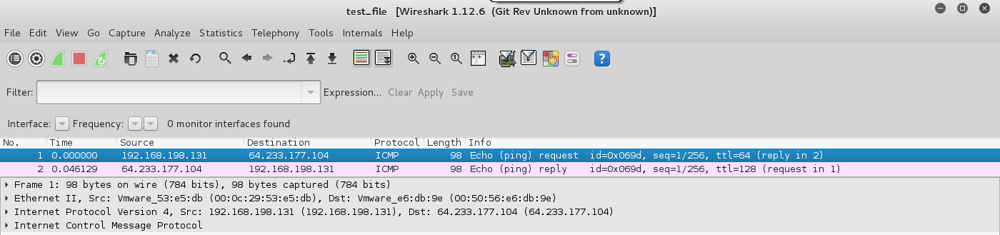 test_file [Wireshark 1.12.6 (Git Rev Unknown from unknown)]
File Edit View Go Capture Analyze Statistics Telephony Tools Internals Help
Filter: Expression... Clear Apply Save
Interface: Frequency: 0 monitor interfaces found
No. Time Source Destination Protocol Length Info
1 0.000000 192.168.198.131 64.233.177.104 ICMP 98 Echo (ping) request id=0x069d, seq=1/256, ttl=64 (reply in 2)
2 0.046129 64.233.177.104 192.168.198.131 ICMP 98 Echo (ping) reply id=0x069d, seq=1/256, ttl=128 (request in 1)
Frame 1: 98 bytes on wire (784 bits), 98 bytes captured (784 bits)
Ethernet II, Src: Vmware_53:e5:db (00:0c:29:53:e5:db), Dst: Vmware_e6:db:9e (00:50:56:e6:db:9e)
Internet Protocol Version 4, Src: 192.168.198.131 (192.168.198.131), Dst: 64.233.177.104 (64.233.177.104)
Internet Control Message Protocol